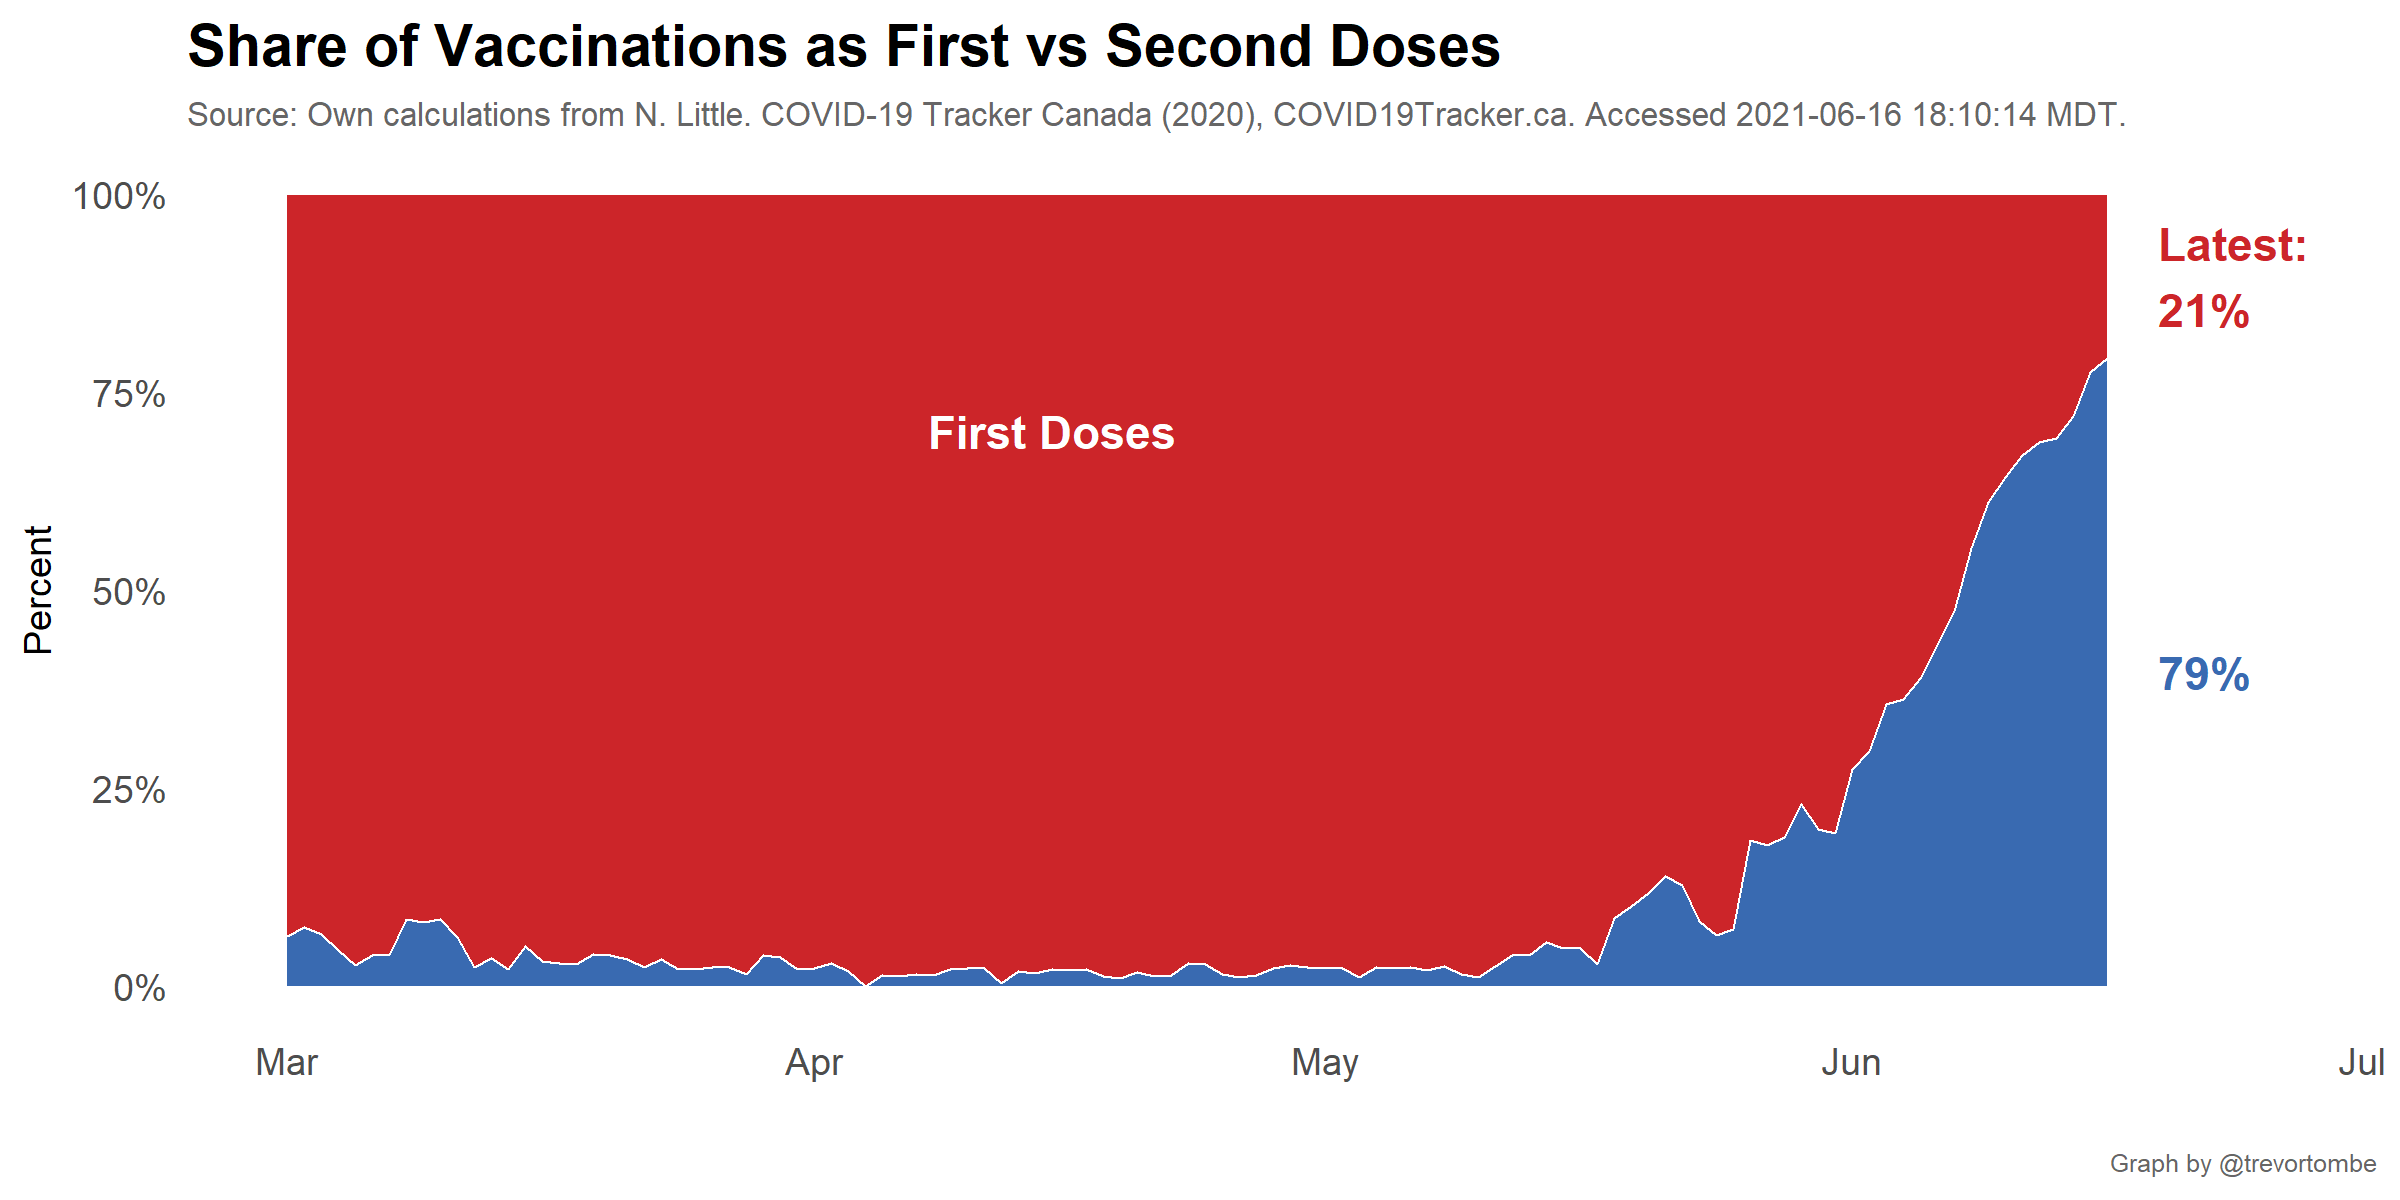 Share of Vaccinations as First vs Second Doses
Source: Own calculations from N. Little. COVID-19 Tracker Canada (2020), COVID19Tracker.ca. Accessed 2021-06-16 18:10:14 MDT.
100%
75%
50%
25%
0%
Percent
First Doses
Latest:
21%
79%
Mar
Apr
May
Jun
Jul
Graph by @trevortombe